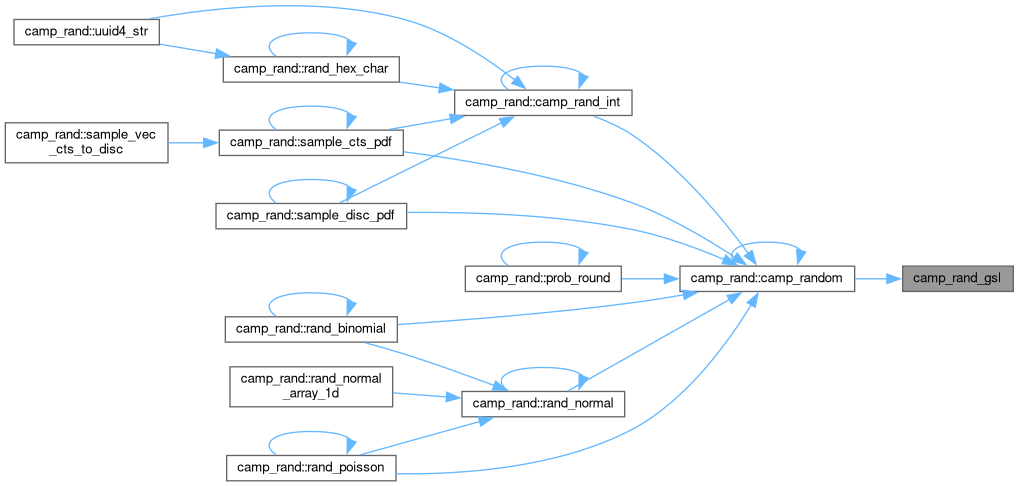 camp_rand::uuid4_str
camp_rand::rand_hex_char
camp_rand::camp_rand_int
camp_rand::sample_vec
_cts_to_disc
camp_rand::sample_cts_pdf
camp_rand::sample_disc_pdf
camp_rand::prob_round
camp_rand::camp_random
camp_rand_gsl
camp_rand::rand_binomial
camp_rand::rand_normal
_array_1d
camp_rand::rand_normal
camp_rand::rand_poisson